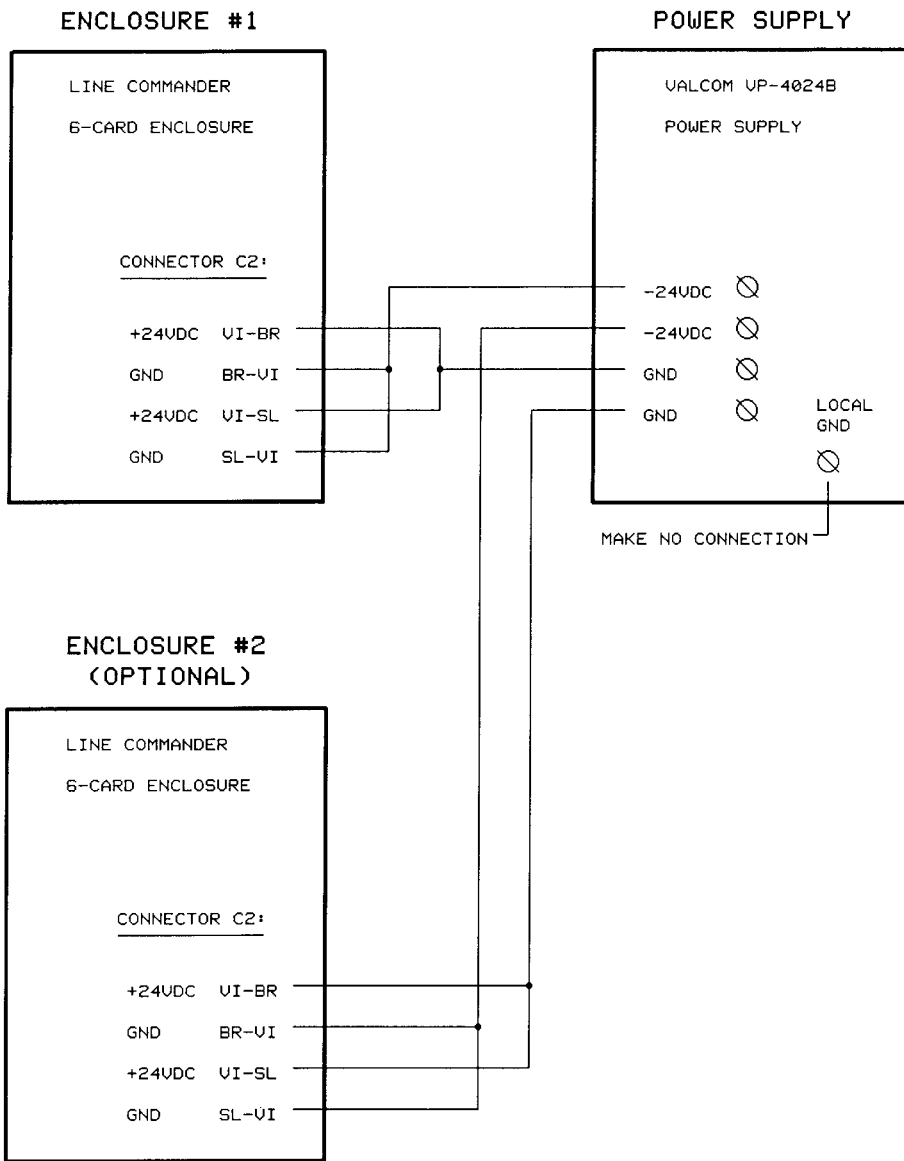 ENCLOSURE #1
LINE COMMANDER
6-CARD ENCLOSURE
CONNECTOR C2:
+24VDC VI-BR
GND BR-VI
+24VDC VI-SL
GND SL-VI
POWER SUPPLY
VALCOM VP-4024B
POWER SUPPLY
-24VDC
-24VDC
GND
GND
LOCAL
GND
MAKE NO CONNECTION
ENCLOSURE #2
(OPTIONAL)
LINE COMMANDER
6-CARD ENCLOSURE
CONNECTOR C2:
+24VDC VI-BR
GND BR-VI
+24VDC VI-SL
GND SL-VI